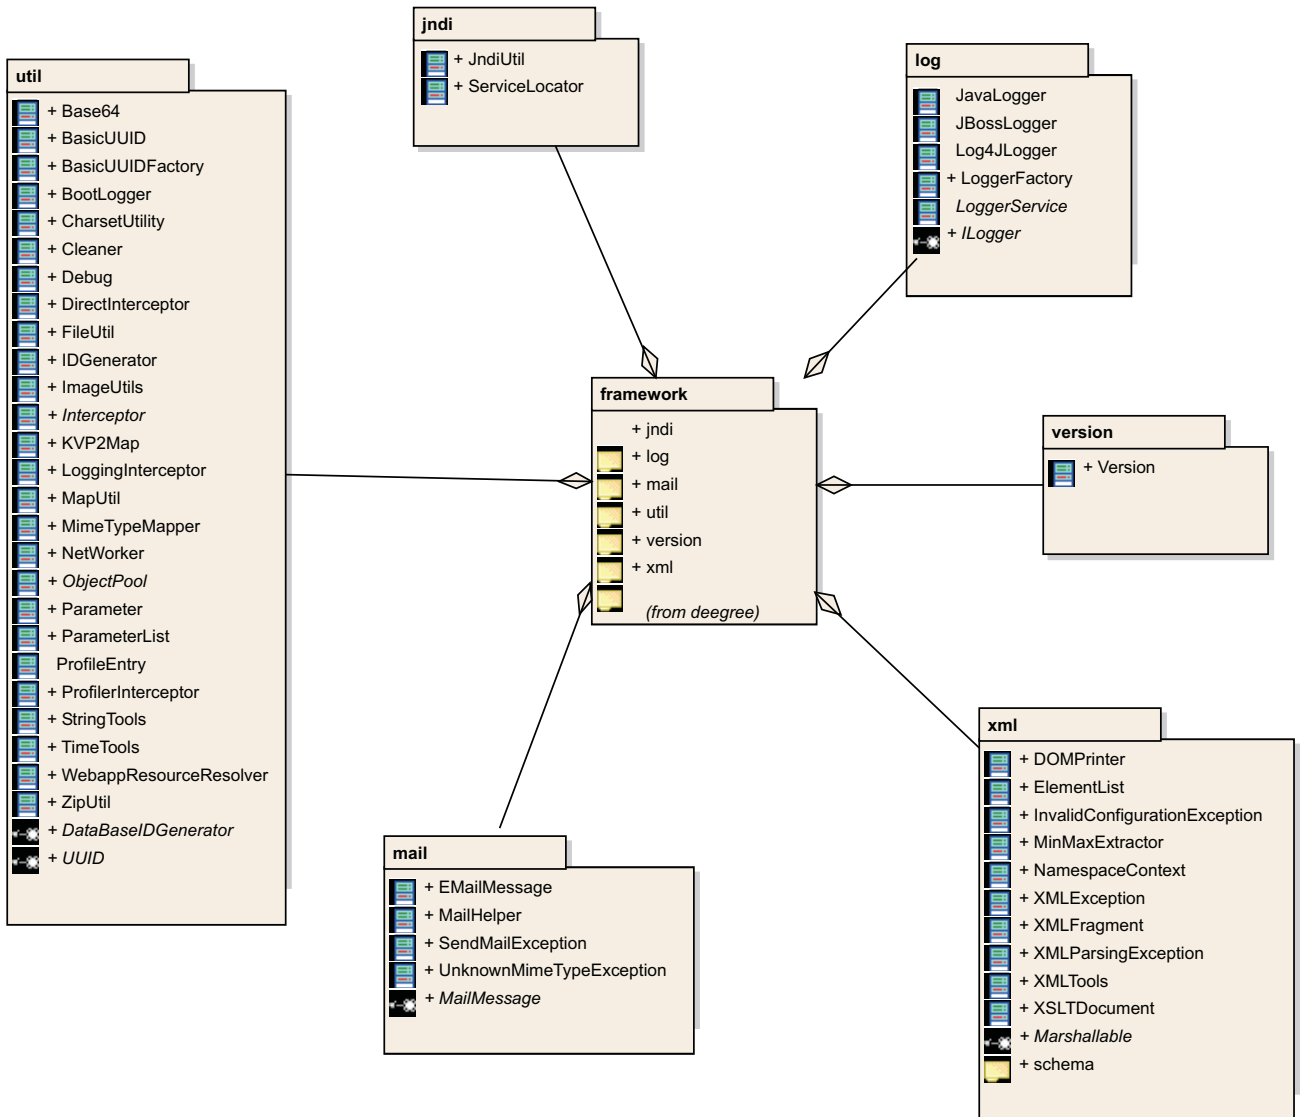 jndi
+ JndiUtil
+ ServiceLocator
log
JavaLogger
JBossLogger
Log4JLogger
+ LoggerFactory
LoggerService
+ ILogger
util
+ Base64
+ BasicUUID
+ BasicUUIDFactory
+ BootLogger
+ CharsetUtility
+ Cleaner
+ Debug
+ DirectInterceptor
+ FileUtil
+ IDGenerator
+ ImageUtils
+ Interceptor
+ KVP2Map
+ LoggingInterceptor
+ MapUtil
+ MimeTypeMapper
+ NetWorker
+ ObjectPool
+ Parameter
+ ParameterList
ProfileEntry
+ ProfilerInterceptor
+ StringTools
+ TimeTools
+ WebappResourceResolver
+ ZipUtil
+ DataBaseIDGenerator
+ UUID
framework
+ jndi
+ log
+ mail
+ util
+ version
+ xml
(from deegree)
version
+ Version
mail
+ EMailMessage
+ MailHelper
+ SendMailException
+ UnknownMimeTypeException
+ MailMessage
xml
+ DOMPrinter
+ ElementList
+ InvalidConfigurationException
+ MinMaxExtractor
+ NamespaceContext
+ XMLException
+ XMLFragment
+ XMLParsingException
+ XMLTools
+ XSLTDocument
+ Marshallable
+ schema